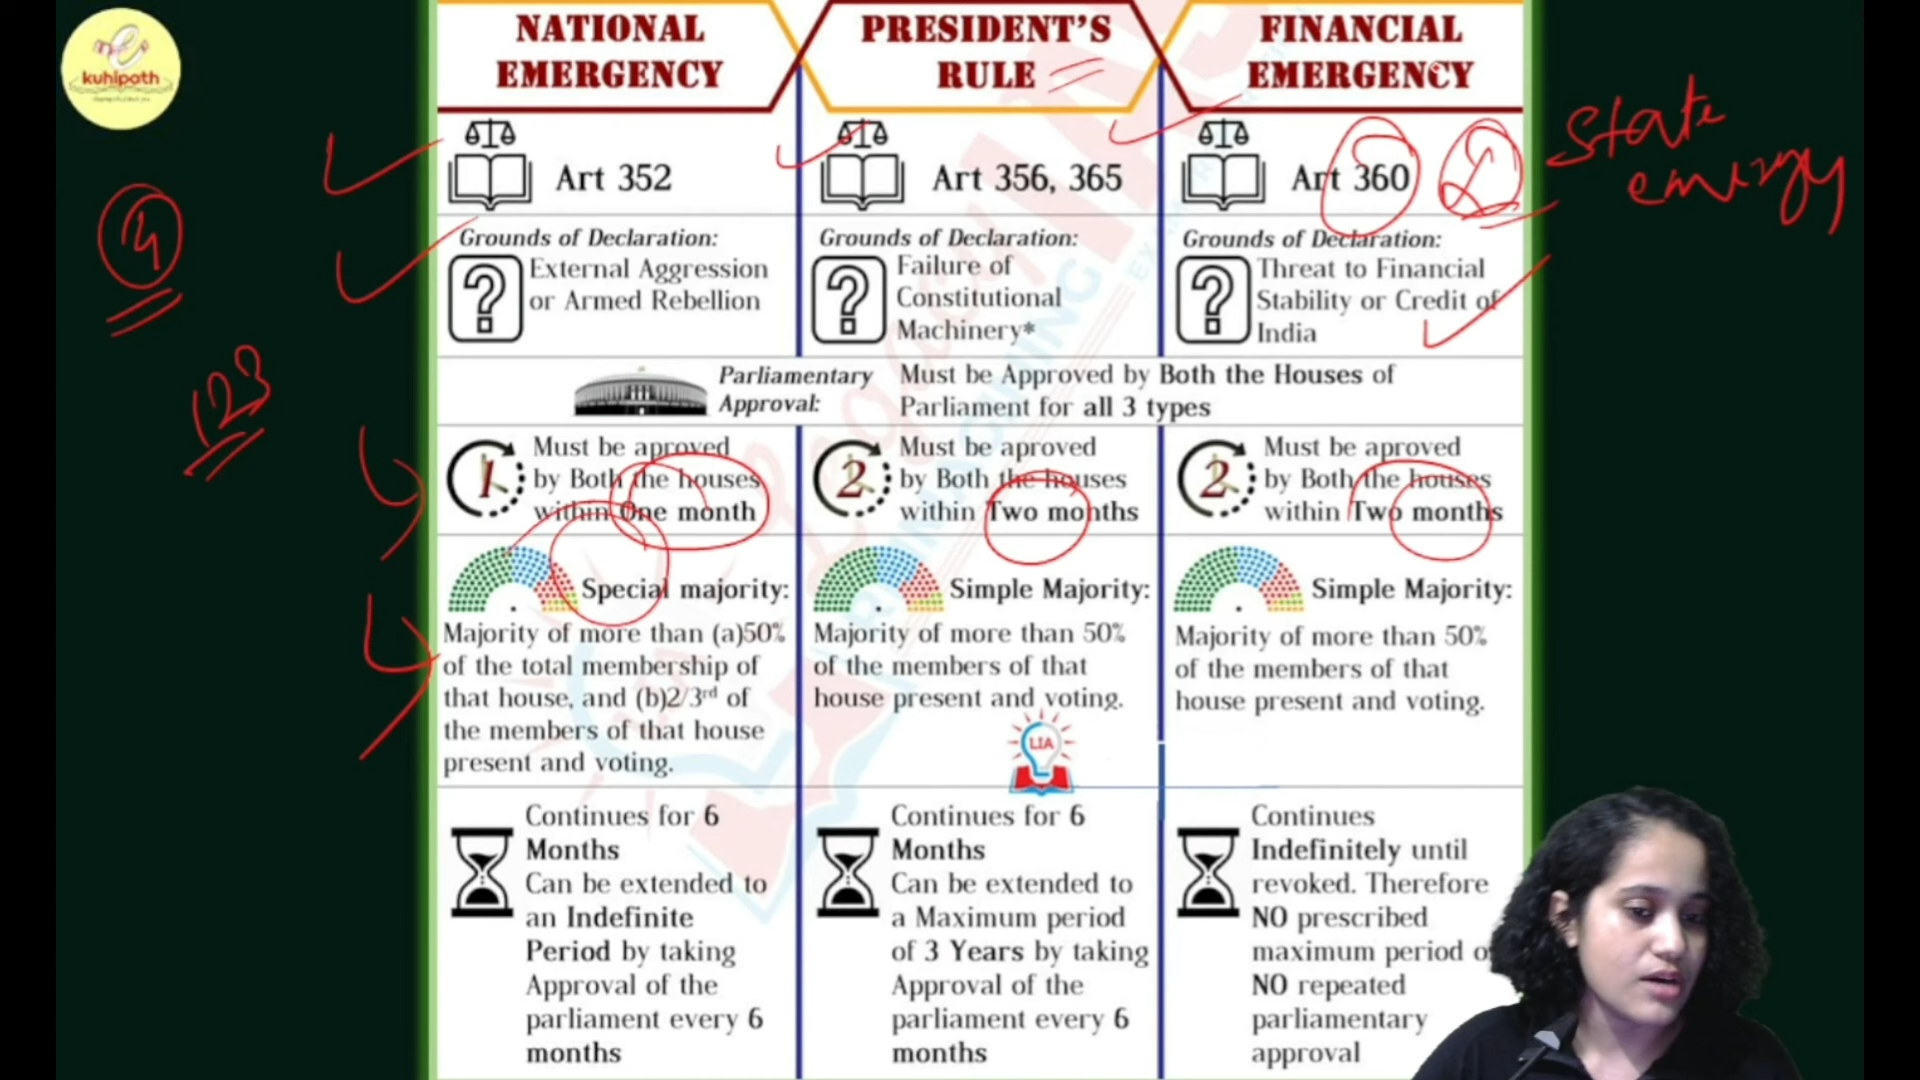 kuhipath
NATIONAL
EMERGENCY
PRESIDENT'S
RULE
FINANCIAL
EMERGENCY
State
emergy
Art 352
Art 356, 365
Art 360
Grounds of Declaration:
External Aggression
or Armed Rebellion
Grounds of Declaration:
Failure of
Constitutional
Machinery*
Grounds of Declaration:
Threat to Financial
Stability or Credit of
India
123
Parliamentary
Approval:
Must be Approved by Both the Houses of
Parliament for all 3 types
1
Must be aproved
by Both the houses
within One month
2
Must be aproved
by Both the houses
within Two months
2
Must be aproved
by Both the houses
within Two months
Special majority:
Majority of more than (a)50%
of the total membership of
that house, and (b)2/3rd of
the members of that house
present and voting.
Simple Majority:
Majority of more than 50%
of the members of that
house present and voting.
LIA
Simple Majority:
Majority of more than 50%
of the members of that
house present and voting.
Continues for 6
Months
Can be extended to
an Indefinite
Period by taking
Approval of the
parliament every 6
months
Continues for 6
Months
Can be extended to
a Maximum period
of 3 Years by taking
Approval of the
parliament every 6
months
Continues
Indefinitely until
revoked. Therefore
NO prescribed
maximum period
NO repeated
parliamentary
approval